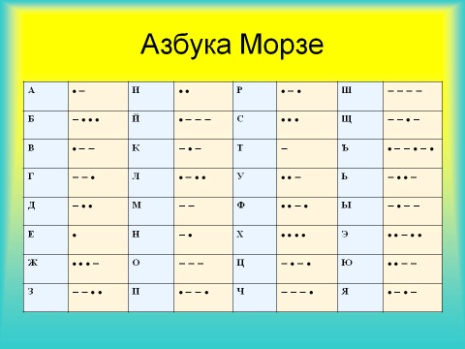 Азбука Морзе
А •– И •• Р •–• Ш ––––
Б –••• Й •––– С ••• Щ ––•–
В •–– К –•– Т – Ъ •––•–•
Г ––• Л •–•• У ••– Ь –••–
Д –•• М –– Ф ••–• Ы –•––
Е • Н –• Х •••• Э ••–••
Ж •••– О ––– Ц –•–• Ю ••––
З ––•• П •––• Ч –––• Я •–•–